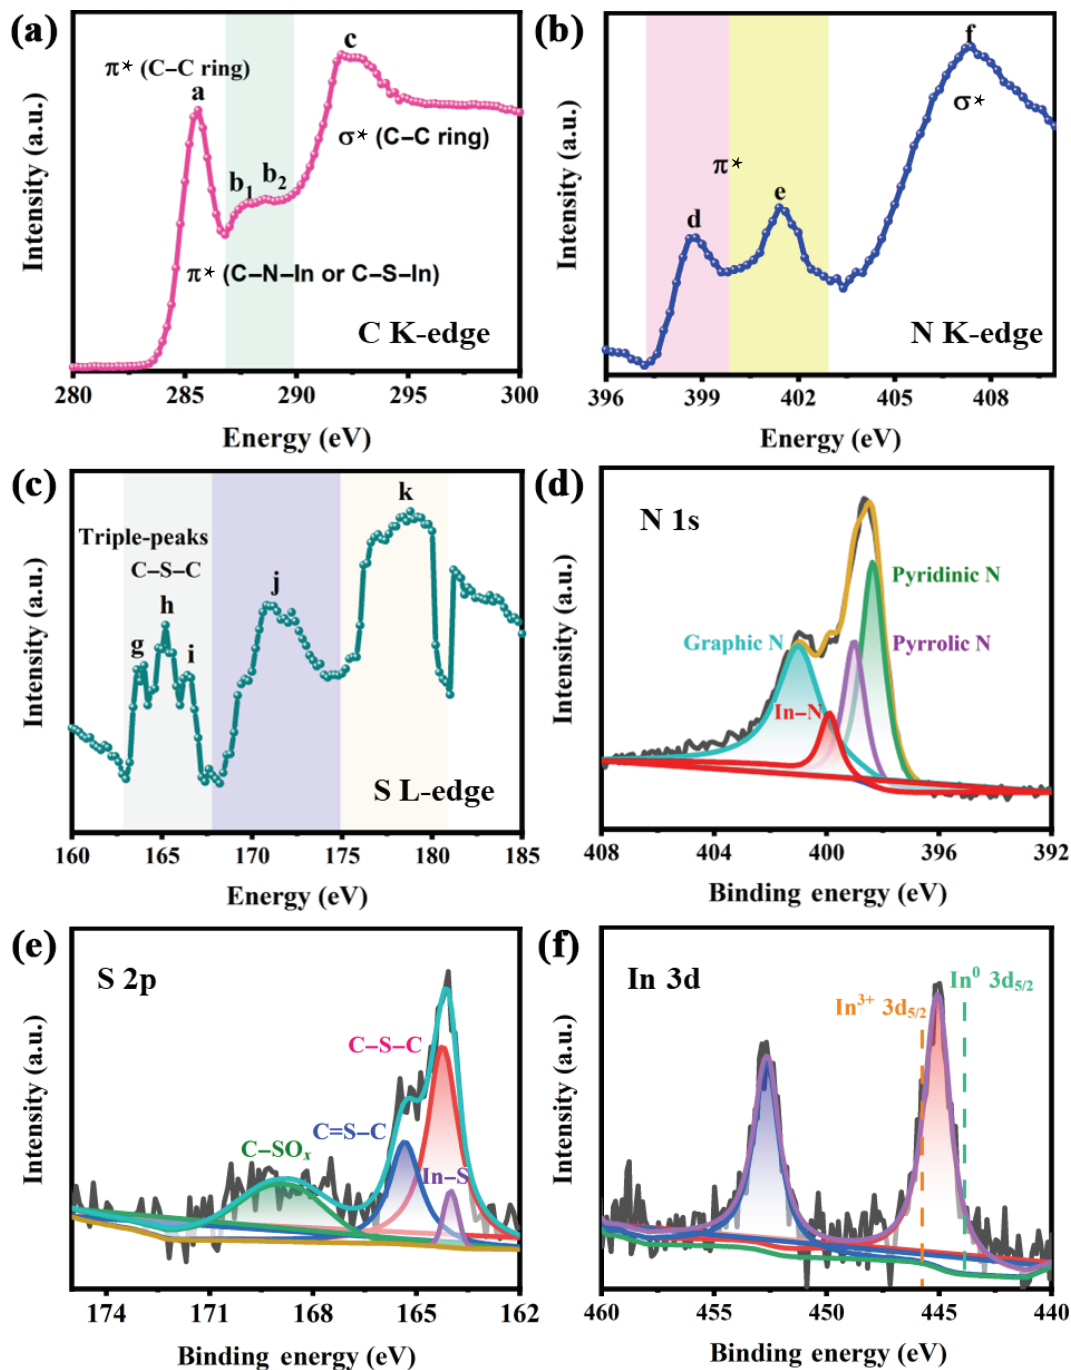 (a)
π* (C–C ring)
a
c
σ* (C–C ring)
b1
b2
π* (C–N–In or C–S–In)
C K-edge
Intensity (a.u.)
280 285 290 295 300
Energy (eV)
(b)
d
π*
e
f
σ*
N K-edge
Intensity (a.u.)
396 399 402 405 408
Energy (eV)
(c)
Triple-peaks
C–S–C
g
h
i
j
k
S L-edge
Intensity (a.u.)
160 165 170 175 180 185
Energy (eV)
(d)
N 1s
Pyridinic N
Graphic N
Pyrrolic N
In–N
Intensity (a.u.)
408 404 400 396 392
Binding energy (eV)
(e)
S 2p
C–S–C
C=S–C
C–SOx
In–S
Intensity (a.u.)
174 171 168 165 162
Binding energy (eV)
(f)
In 3d
In0 3d5/2
In3+ 3d5/2
Intensity (a.u.)
460 455 450 445 440
Binding energy (eV)